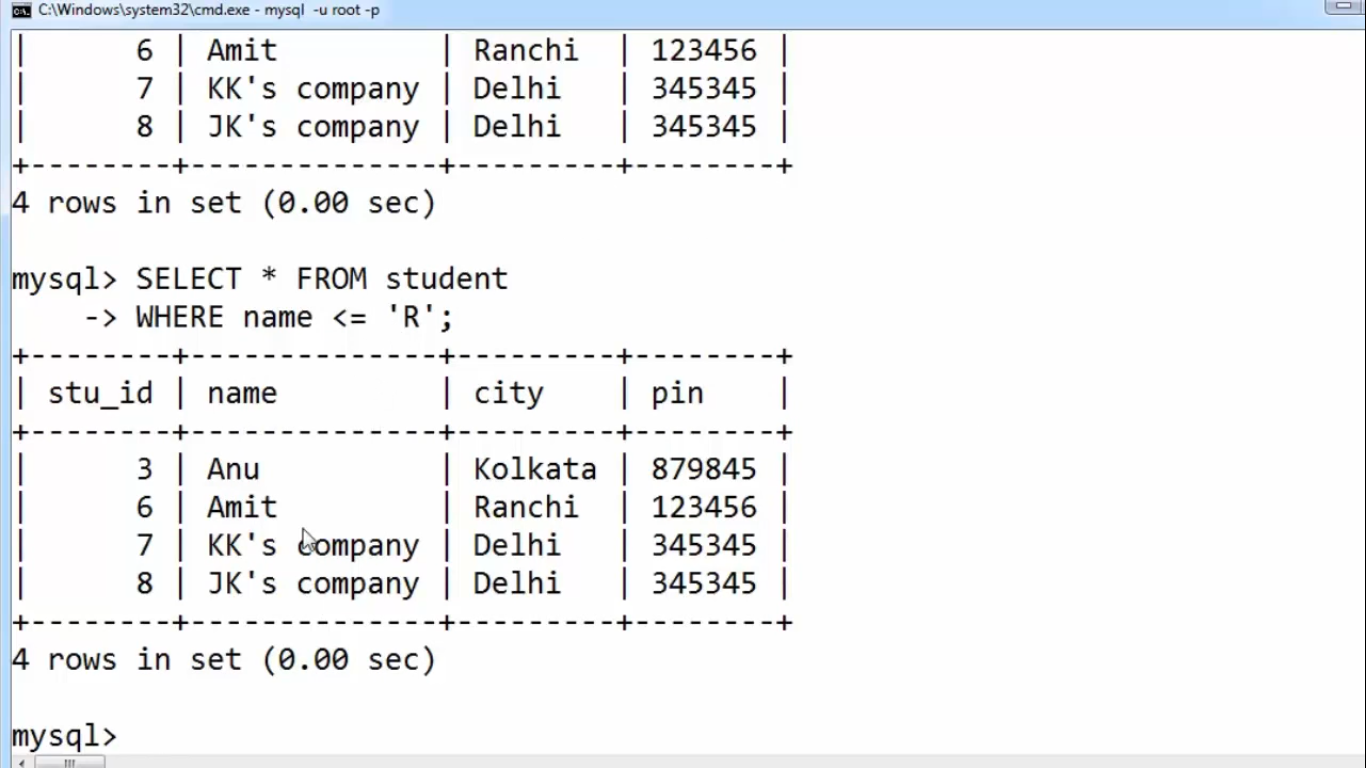 C:\Windows\system32\cmd.exe - mysql -u root -p
|      6 | Amit         | Ranchi  | 123456 |
|      7 | KK's company | Delhi   | 345345 |
|      8 | JK's company | Delhi   | 345345 |
+--------+--------------+---------+--------+
4 rows in set (0.00 sec)
mysql> SELECT * FROM student
    -> WHERE name <= 'R';
+--------+--------------+---------+--------+
| stu_id | name         | city    | pin    |
+--------+--------------+---------+--------+
|      3 | Anu          | Kolkata | 879845 |
|      6 | Amit         | Ranchi  | 123456 |
|      7 | KK's company | Delhi   | 345345 |
|      8 | JK's company | Delhi   | 345345 |
+--------+--------------+---------+--------+
4 rows in set (0.00 sec)
mysql>